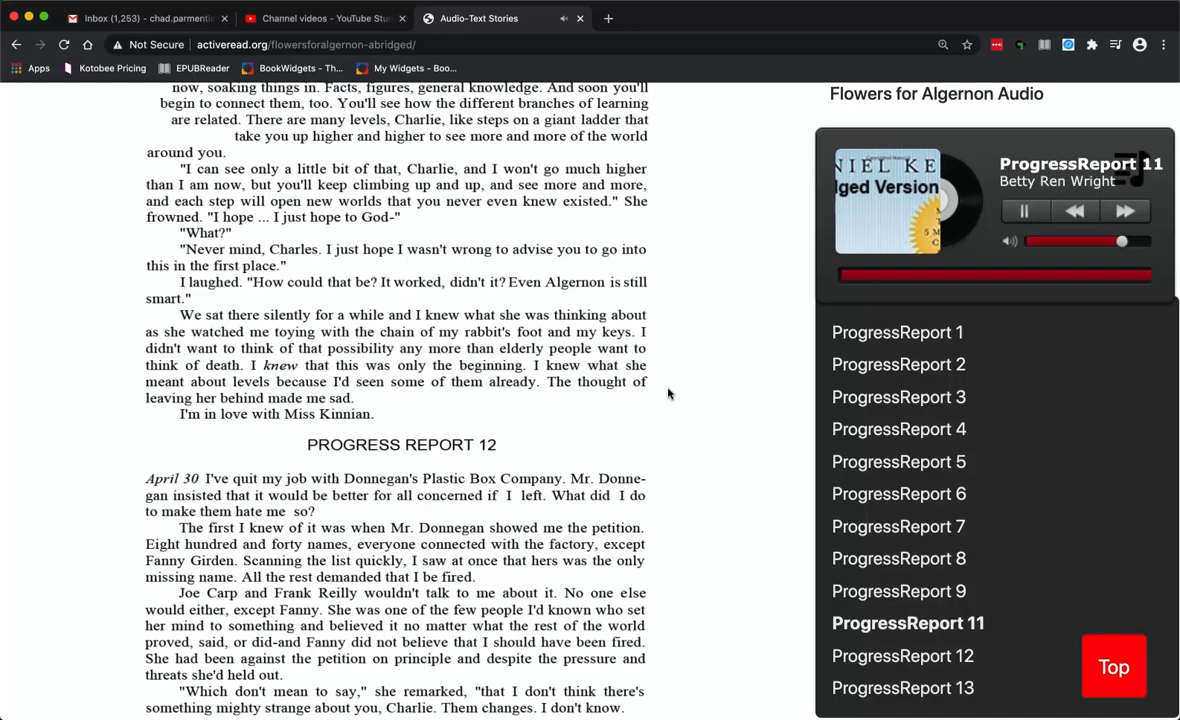 Inbox (1,253) - chad.parmenti
Channel videos - YouTube Stu
Audio-Text Stories
Not Secure
activeread.org/flowersforalgernon-abridged/
Apps
Kotobee Pricing
EPUBReader
BookWidgets - Th...
My Widgets - Boo...
now, soaking things in. Facts, figures, general knowledge. And soon you'll
begin to connect them, too. You'll see how the different branches of learning
are related. There are many levels, Charlie, like steps on a giant ladder that
take you up higher and higher to see more and more of the world
around you.
"I can see only a little bit of that, Charlie, and I won't go much higher
than I am now, but you'll keep climbing up and up, and see more and more,
and each step will open new worlds that you never even knew existed." She
frowned. "I hope ... I just hope to God-"
"What?"
"Never mind, Charles. I just hope I wasn't wrong to advise you to go into
this in the first place."
I laughed. "How could that be? It worked, didn't it? Even Algernon is still
smart."
We sat there silently for a while and I knew what she was thinking about
as she watched me toying with the chain of my rabbit's foot and my keys. I
didn't want to think of that possibility any more than elderly people want to
think of death. I knew that this was only the beginning. I knew what she
meant about levels because I'd seen some of them already. The thought of
leaving her behind made me sad.
I'm in love with Miss Kinnian.
PROGRESS REPORT 12
April 30 I've quit my job with Donnegan's Plastic Box Company. Mr. Donne-
gan insisted that it would be better for all concerned if I left. What did I do
to make them hate me so?
The first I knew of it was when Mr. Donnegan showed me the petition.
Eight hundred and forty names, everyone connected with the factory, except
Fanny Girden. Scanning the list quickly, I saw at once that hers was the only
missing name. All the rest demanded that I be fired.
Joe Carp and Frank Reilly wouldn't talk to me about it. No one else
would either, except Fanny. She was one of the few people I'd known who set
her mind to something and believed it no matter what the rest of the world
proved, said, or did-and Fanny did not believe that I should have been fired.
She had been against the petition on principle and despite the pressure and
threats she'd held out.
"Which don't mean to say," she remarked, "that I don't think there's
something mighty strange about you, Charlie. Them changes. I don't know.
Flowers for Algernon Audio
NIEL KE
lged Version
5 M
C
ProgressReport 11
Betty Ren Wright
ProgressReport 1
ProgressReport 2
ProgressReport 3
ProgressReport 4
ProgressReport 5
ProgressReport 6
ProgressReport 7
ProgressReport 8
ProgressReport 9
ProgressReport 11
ProgressReport 12
ProgressReport 13
Top